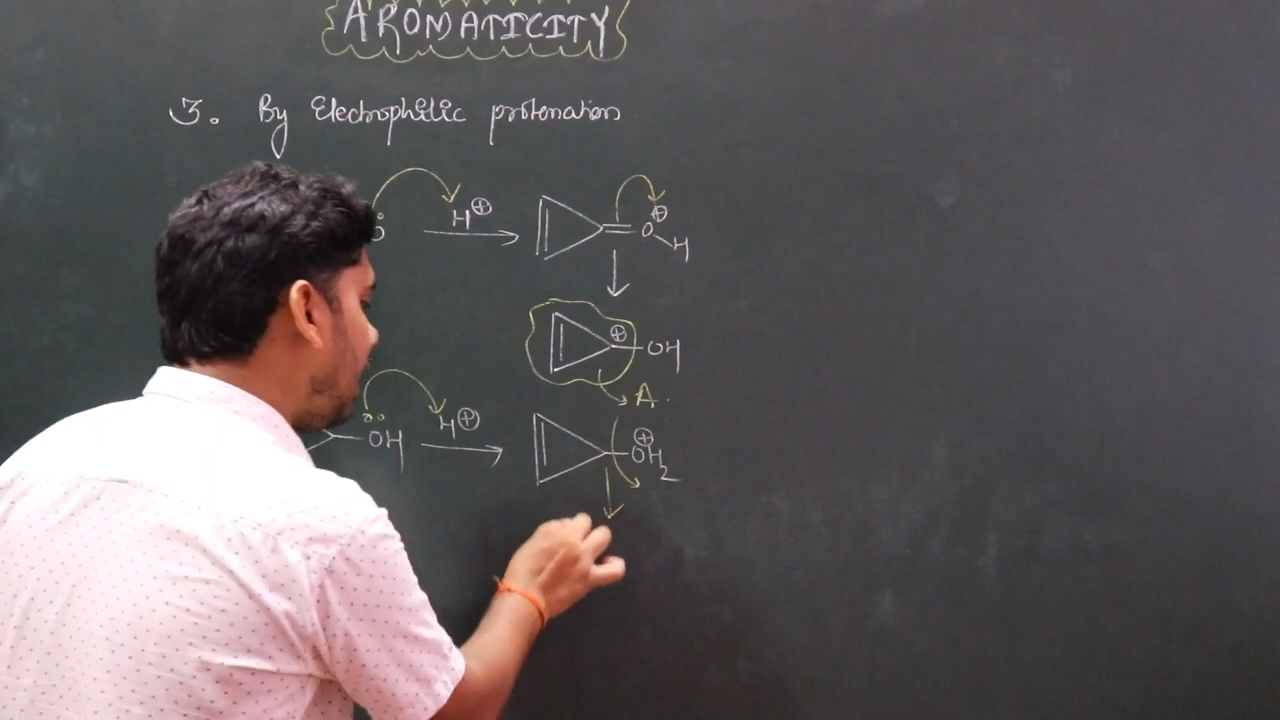 AROMATICITY
3. By Electrophilic protonation
Ö H⊕ O⊕ H
⊕ OH
A.
OH H⊕ ⊕OH2